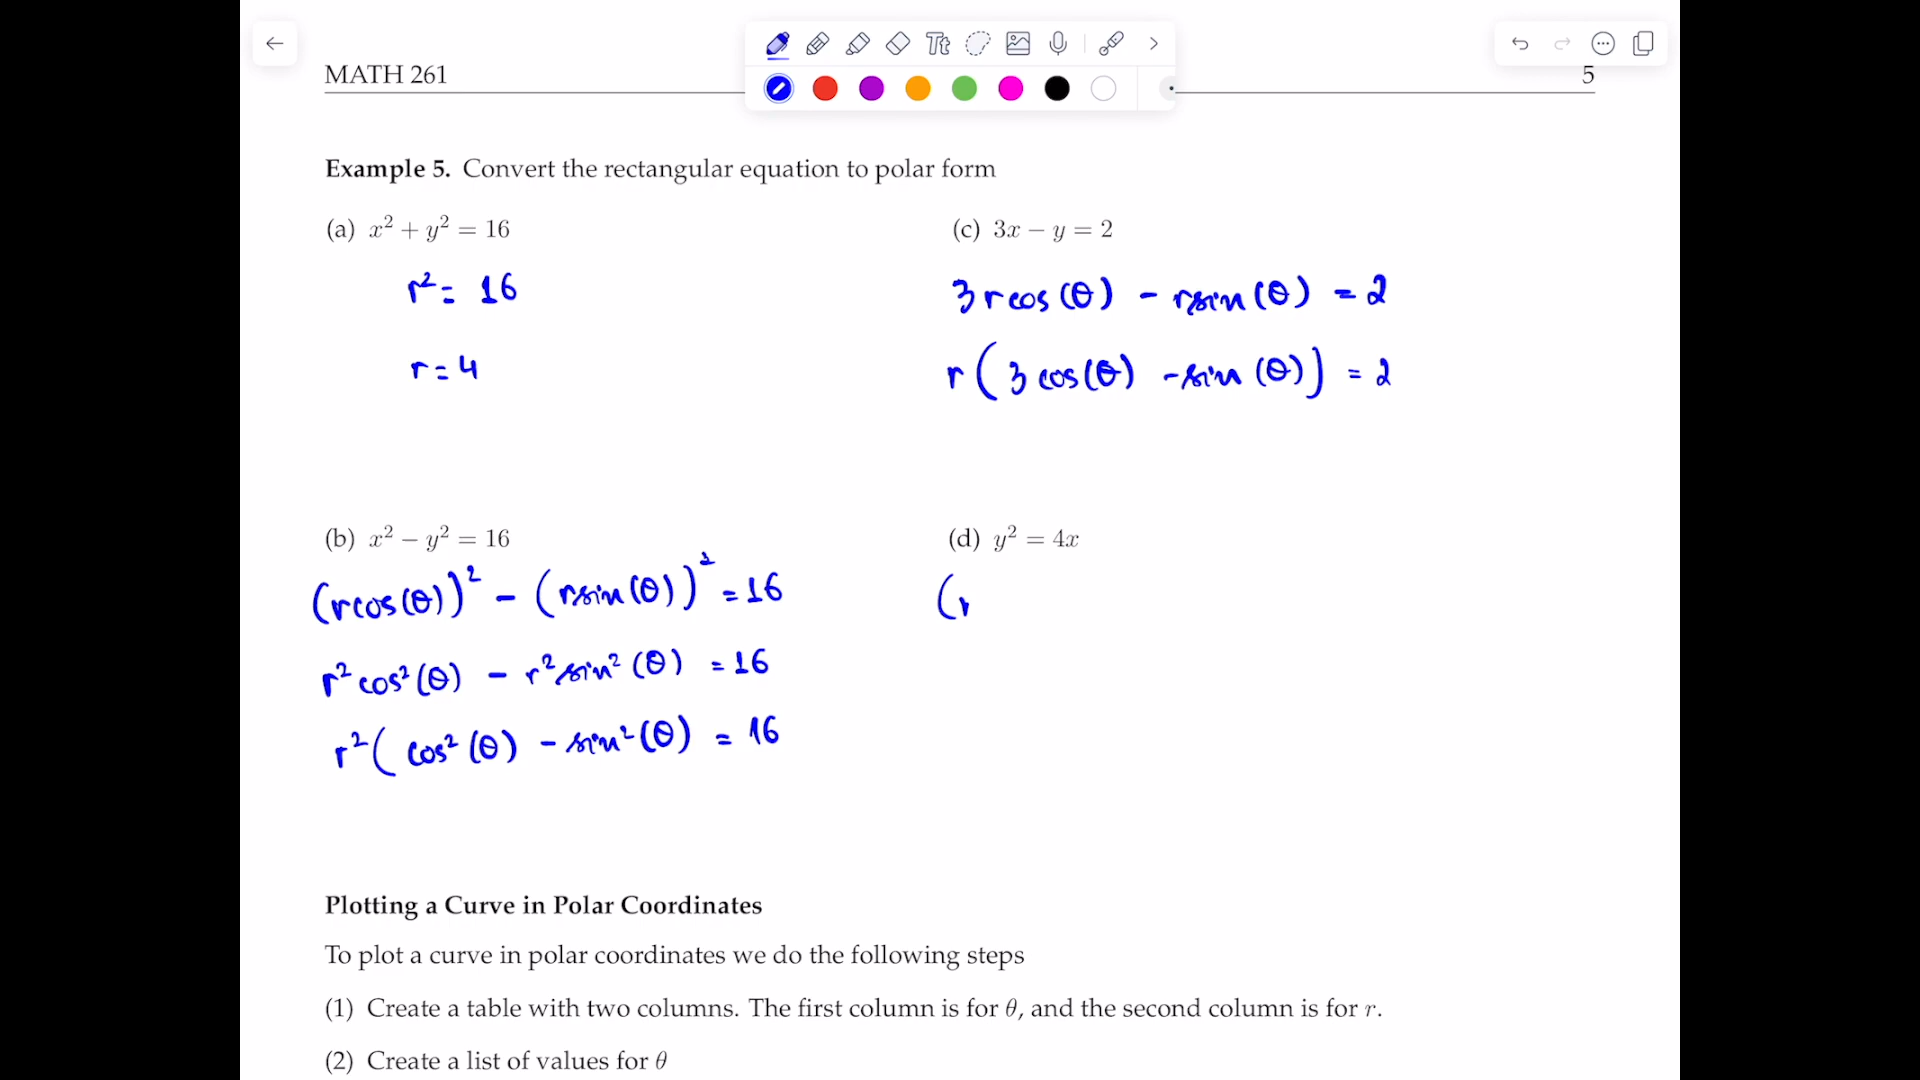 MATH 261
5
Tt
Example 5. Convert the rectangular equation to polar form
(a) x² + y² = 16
r² = 16
r = 4
(c) 3x − y = 2
3 r cos (θ) − r sin (θ) = 2
r ( 3 cos (θ) − sin (θ) ) = 2
(b) x² − y² = 16
(r cos (θ))² − (r sin (θ))² = 16
r² cos² (θ) − r² sin² (θ) = 16
r² ( cos² (θ) − sin² (θ) = 16
(d) y² = 4x
(r
Plotting a Curve in Polar Coordinates
To plot a curve in polar coordinates we do the following steps
(1) Create a table with two columns. The first column is for θ, and the second column is for r.
(2) Create a list of values for θ